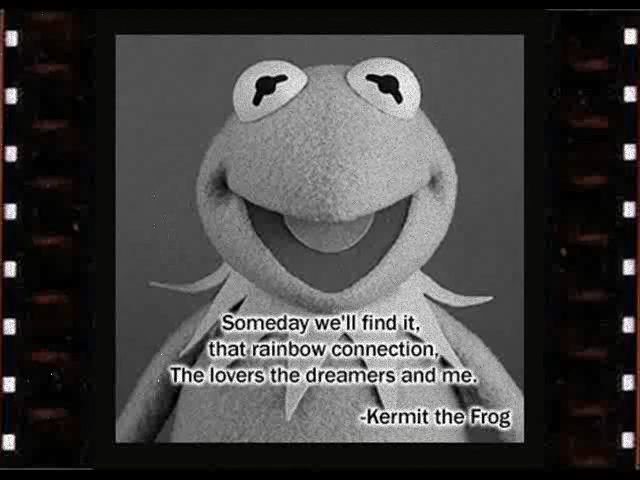 Someday we'll find it,
that rainbow connection,
The lovers the dreamers and me.
-Kermit the Frog